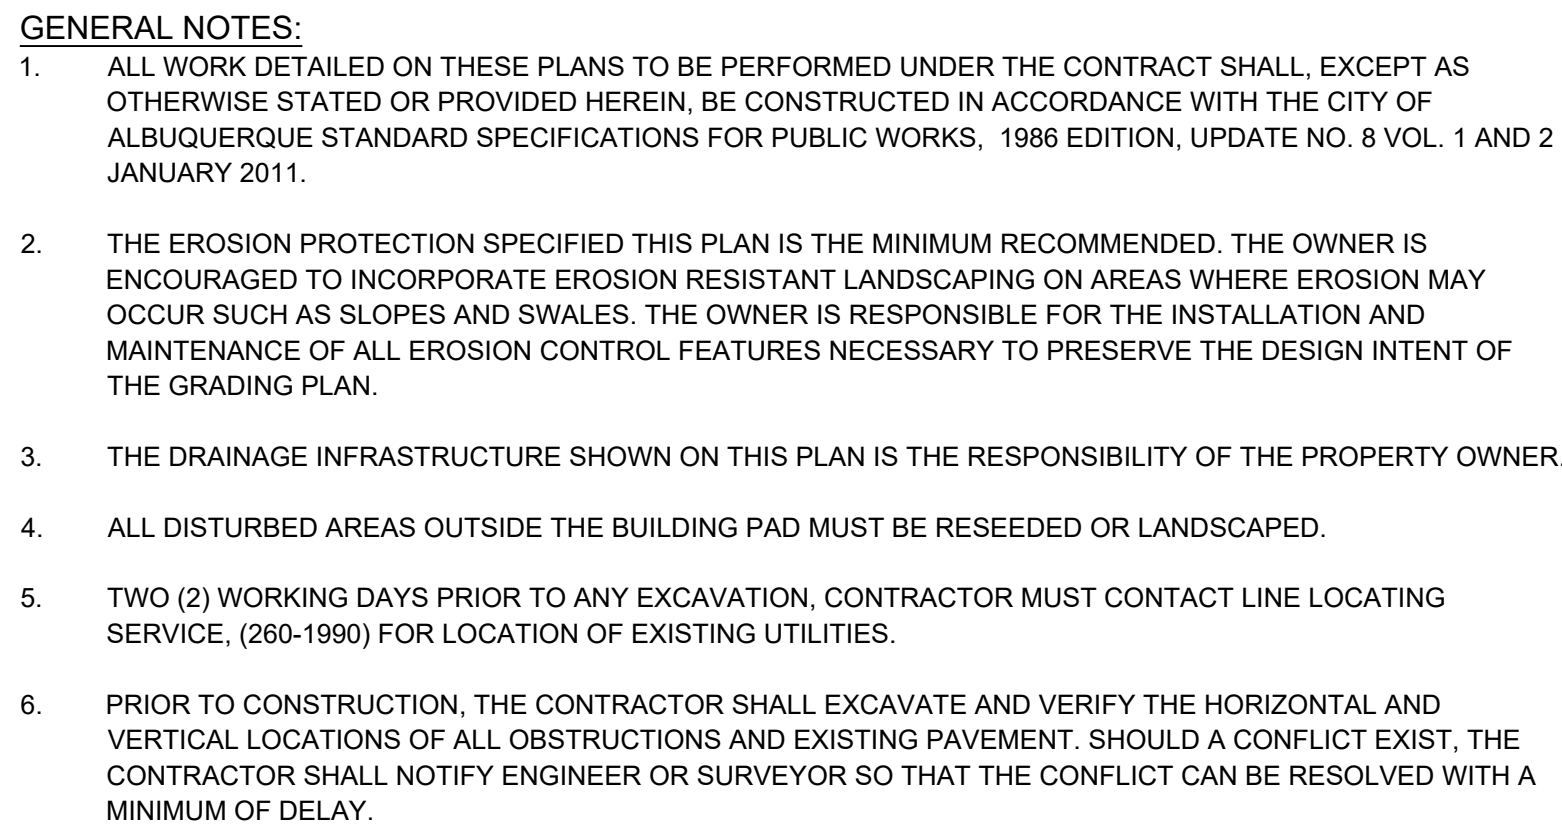 GENERAL NOTES:
1. ALL WORK DETAILED ON THESE PLANS TO BE PERFORMED UNDER THE CONTRACT SHALL, EXCEPT AS
OTHERWISE STATED OR PROVIDED HEREIN, BE CONSTRUCTED IN ACCORDANCE WITH THE CITY OF
ALBUQUERQUE STANDARD SPECIFICATIONS FOR PUBLIC WORKS, 1986 EDITION, UPDATE NO. 8 VOL. 1 AND 2
JANUARY 2011.
2. THE EROSION PROTECTION SPECIFIED THIS PLAN IS THE MINIMUM RECOMMENDED. THE OWNER IS
ENCOURAGED TO INCORPORATE EROSION RESISTANT LANDSCAPING ON AREAS WHERE EROSION MAY
OCCUR SUCH AS SLOPES AND SWALES. THE OWNER IS RESPONSIBLE FOR THE INSTALLATION AND
MAINTENANCE OF ALL EROSION CONTROL FEATURES NECESSARY TO PRESERVE THE DESIGN INTENT OF
THE GRADING PLAN.
3. THE DRAINAGE INFRASTRUCTURE SHOWN ON THIS PLAN IS THE RESPONSIBILITY OF THE PROPERTY OWNER.
4. ALL DISTURBED AREAS OUTSIDE THE BUILDING PAD MUST BE RESEEDED OR LANDSCAPED.
5. TWO (2) WORKING DAYS PRIOR TO ANY EXCAVATION, CONTRACTOR MUST CONTACT LINE LOCATING
SERVICE, (260-1990) FOR LOCATION OF EXISTING UTILITIES.
6. PRIOR TO CONSTRUCTION, THE CONTRACTOR SHALL EXCAVATE AND VERIFY THE HORIZONTAL AND
VERTICAL LOCATIONS OF ALL OBSTRUCTIONS AND EXISTING PAVEMENT. SHOULD A CONFLICT EXIST, THE
CONTRACTOR SHALL NOTIFY ENGINEER OR SURVEYOR SO THAT THE CONFLICT CAN BE RESOLVED WITH A
MINIMUM OF DELAY.